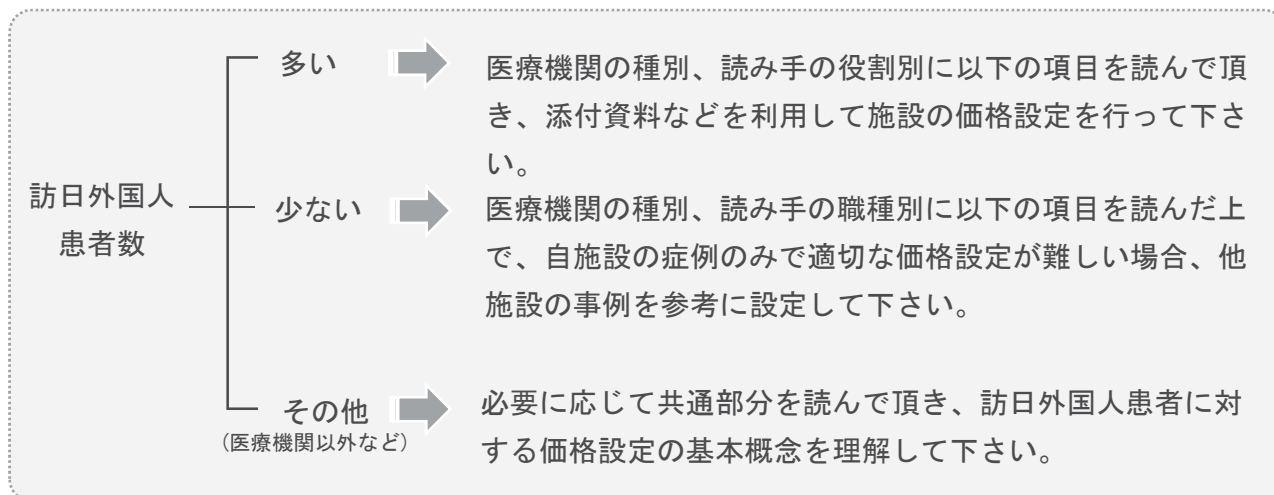 訪日外国人
患者数
多い
医療機関の種別、読み手の役割別に以下の項目を読んで頂
き、添付資料などを利用して施設の価格設定を行って下さ
い。
少ない
医療機関の種別、読み手の職種別に以下の項目を読んだ上
で、自施設の症例のみで適切な価格設定が難しい場合、他
施設の事例を参考に設定して下さい。
その他
(医療機関以外など)
必要に応じて共通部分を読んで頂き、訪日外国人患者に対
する価格設定の基本概念を理解して下さい。